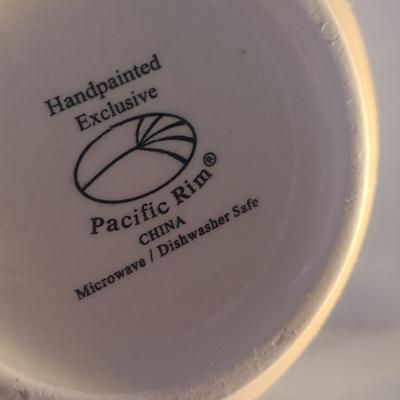 Handpainted
Exclusive
Pacific Rim®
CHINA
Microwave / Dishwasher Safe